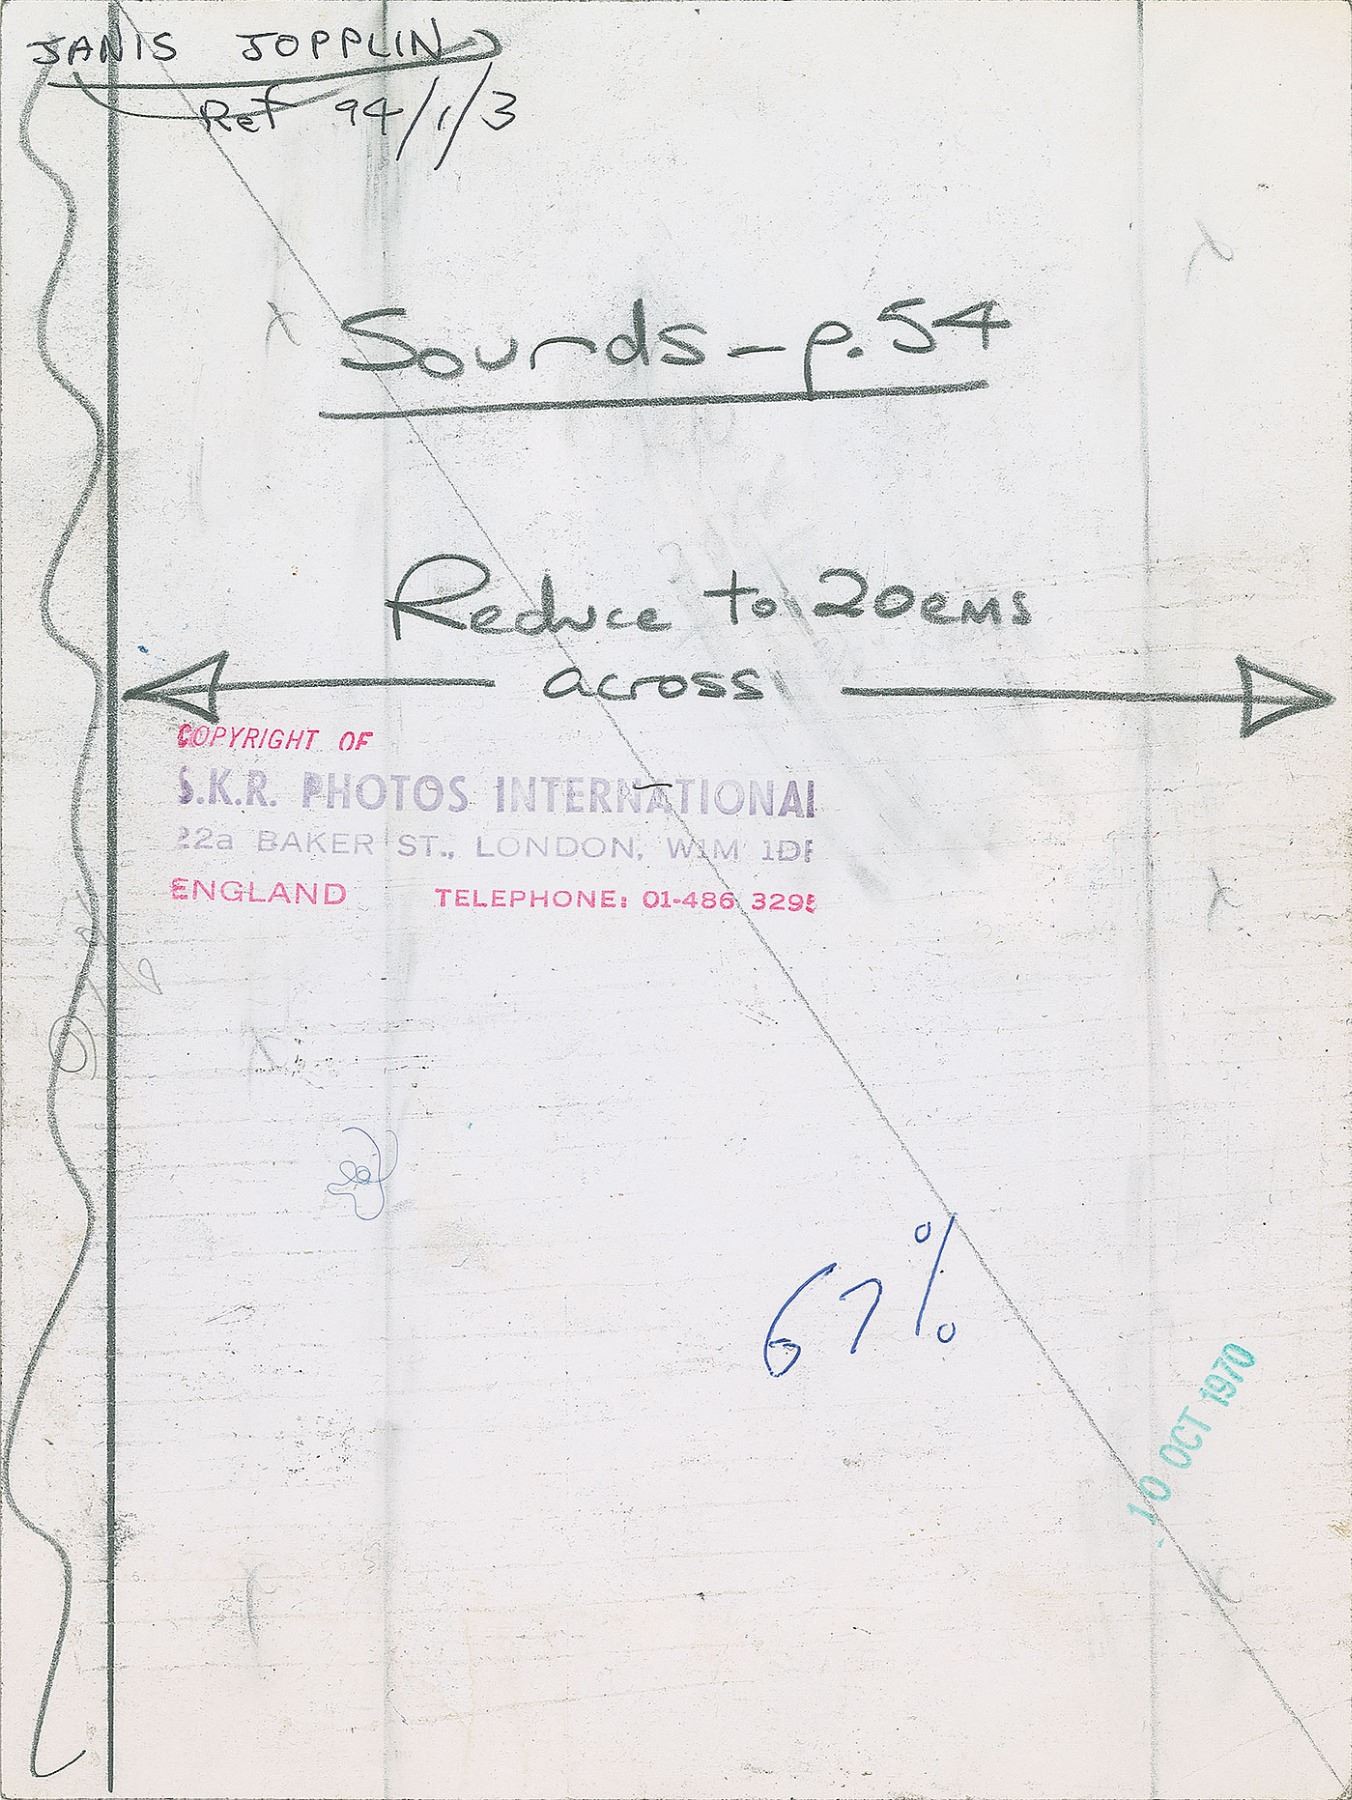 JANIS JOPPLIN
Ref 94/1/3
Sounds - p.54
Reduce to 20ems
across
COPYRIGHT OF
S.K.R. PHOTOS INTERNATIONAL
22a BAKER ST., LONDON, W1M 1DF
ENGLAND TELEPHONE: 01-486 3295
67%
10 OCT 1970